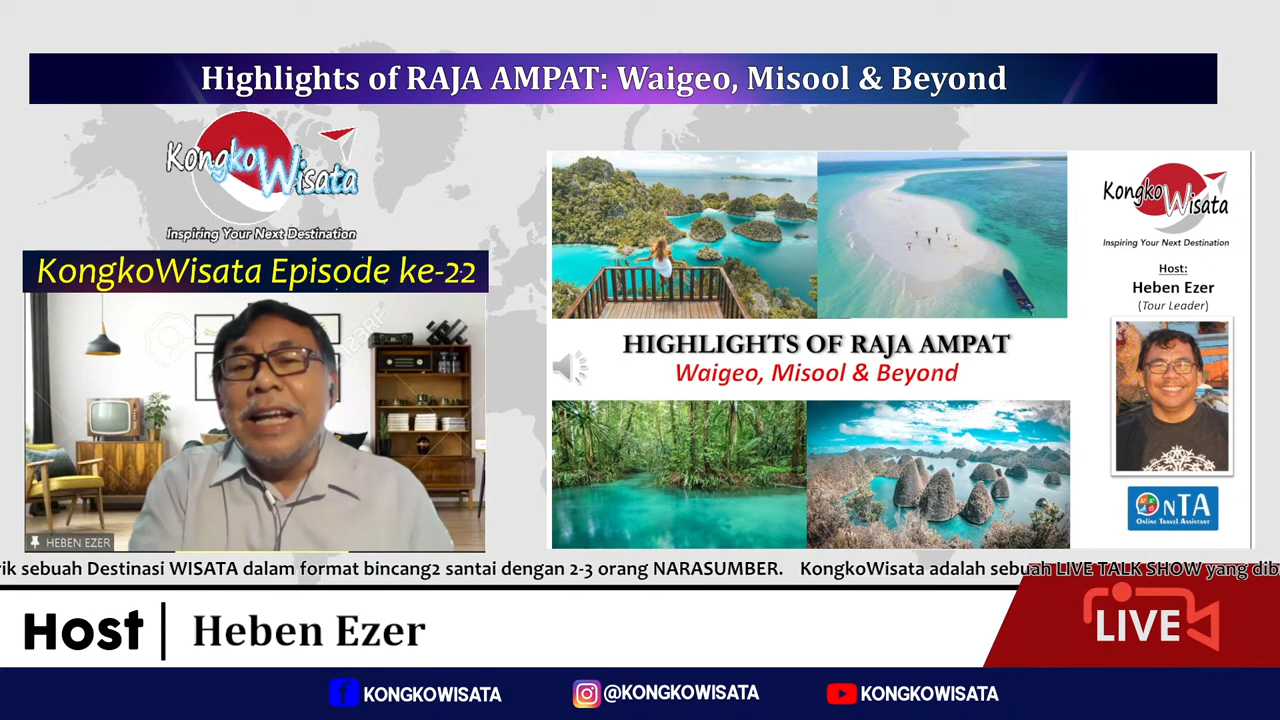 Highlights of RAJA AMPAT: Waigeo, Misool & Beyond
KongkoWisata
Inspiring Your Next Destination
KongkoWisata Episode ke-22
HEBEN EZER
HIGHLIGHTS OF RAJA AMPAT
Waigeo, Misool & Beyond
KongkoWisata
Inspiring Your Next Destination
Host:
Heben Ezer
(Tour Leader)
OnTA
ONLINE TRAVEL ASSISTANT
rik sebuah Destinasi WISATA dalam format bincang2 santai dengan 2-3 orang NARASUMBER. KongkoWisata adalah sebuah LIVE TALK SHOW yang dib
Host | Heben Ezer
LIVE
KONGKOWISATA @KONGKOWISATA KONGKOWISATA